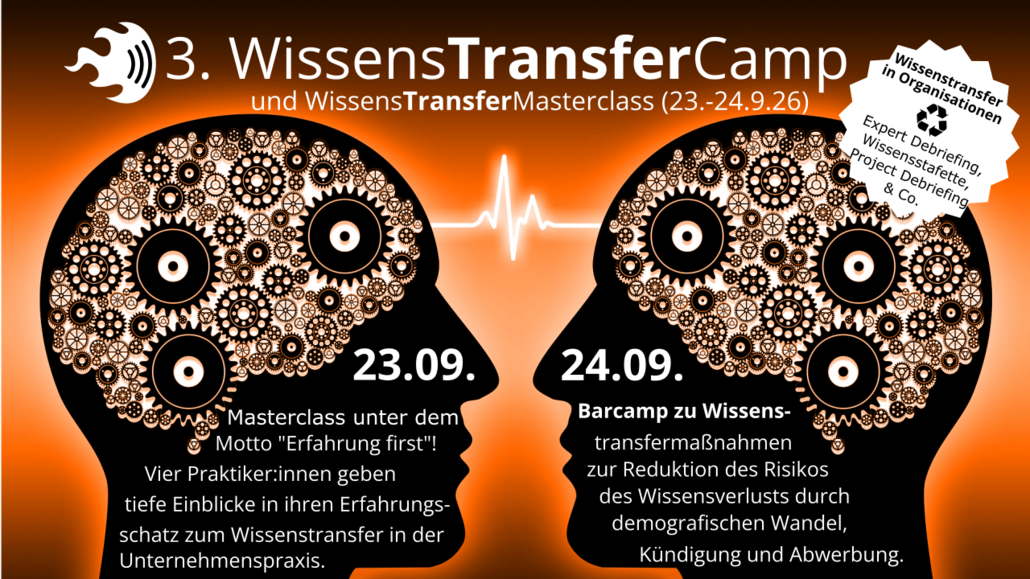 3. WissensTransferCamp
und WissensTransferMasterclass (23.-24.9.26)
Wissenstransfer
in Organisationen
Expert Debriefing,
Wissensstafette,
Project Debriefing
& Co.
23.09.
Masterclass unter dem
Motto "Erfahrung first"!
Vier Praktiker:innen geben
tiefe Einblicke in ihren Erfahrungs-
schatz zum Wissenstransfer in der
Unternehmenspraxis.
24.09.
Barcamp zu Wissens-
transfermaßnahmen
zur Reduktion des Risikos
des Wissensverlusts durch
demografischen Wandel,
Kündigung und Abwerbung.